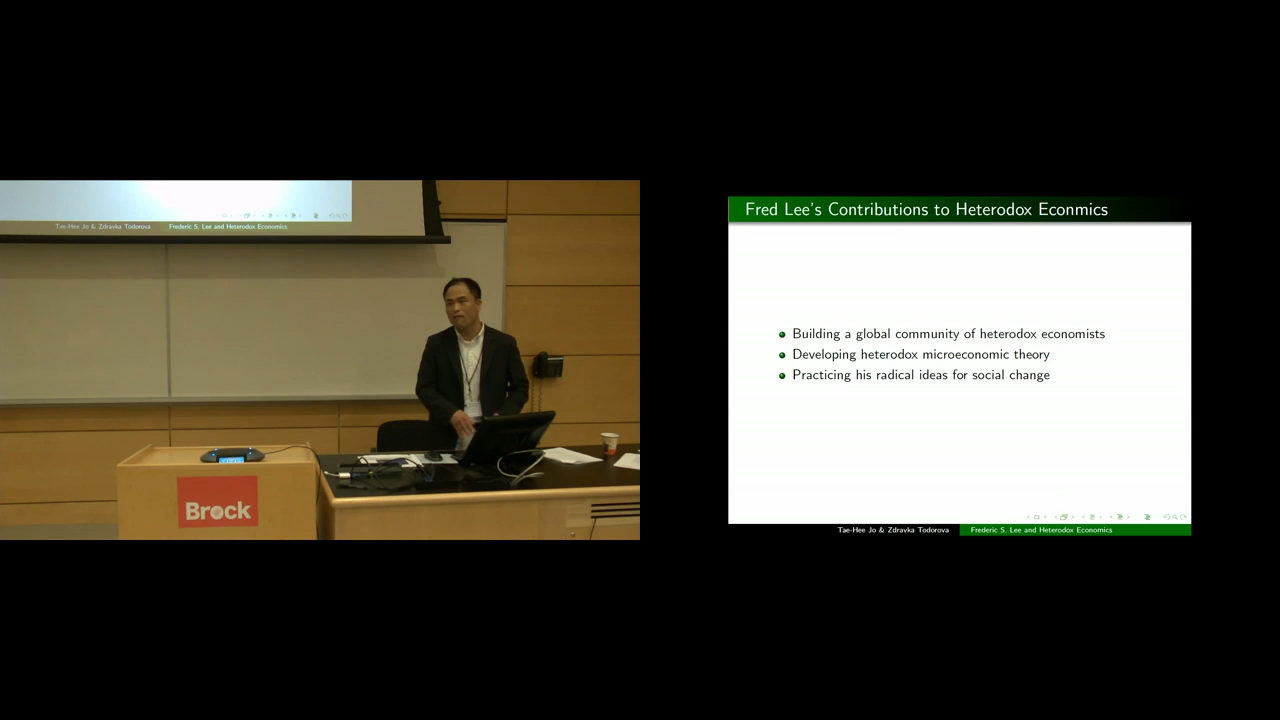 Tae-Hee Jo & Zdravka Todorova Frederic S. Lee and Heterodox Economics
Brock
Fred Lee's Contributions to Heterodox Econmics
Building a global community of heterodox economists
Developing heterodox microeconomic theory
Practicing his radical ideas for social change
Tae-Hee Jo & Zdravka Todorova Frederic S. Lee and Heterodox Economics